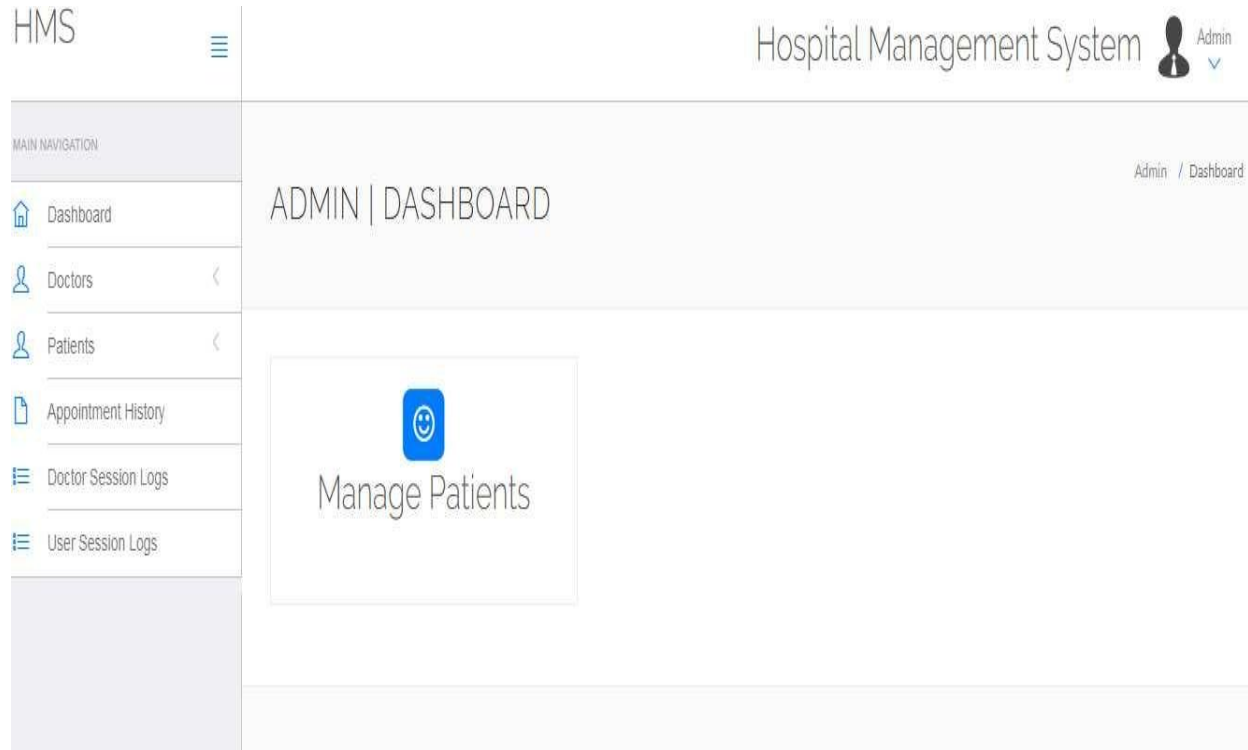 HMS
Hospital Management System
Admin
MAIN NAVIGATION
Dashboard
Doctors
Patients
Appointment History
Doctor Session Logs
User Session Logs
ADMIN | DASHBOARD
Admin / Dashboard
Manage Patients